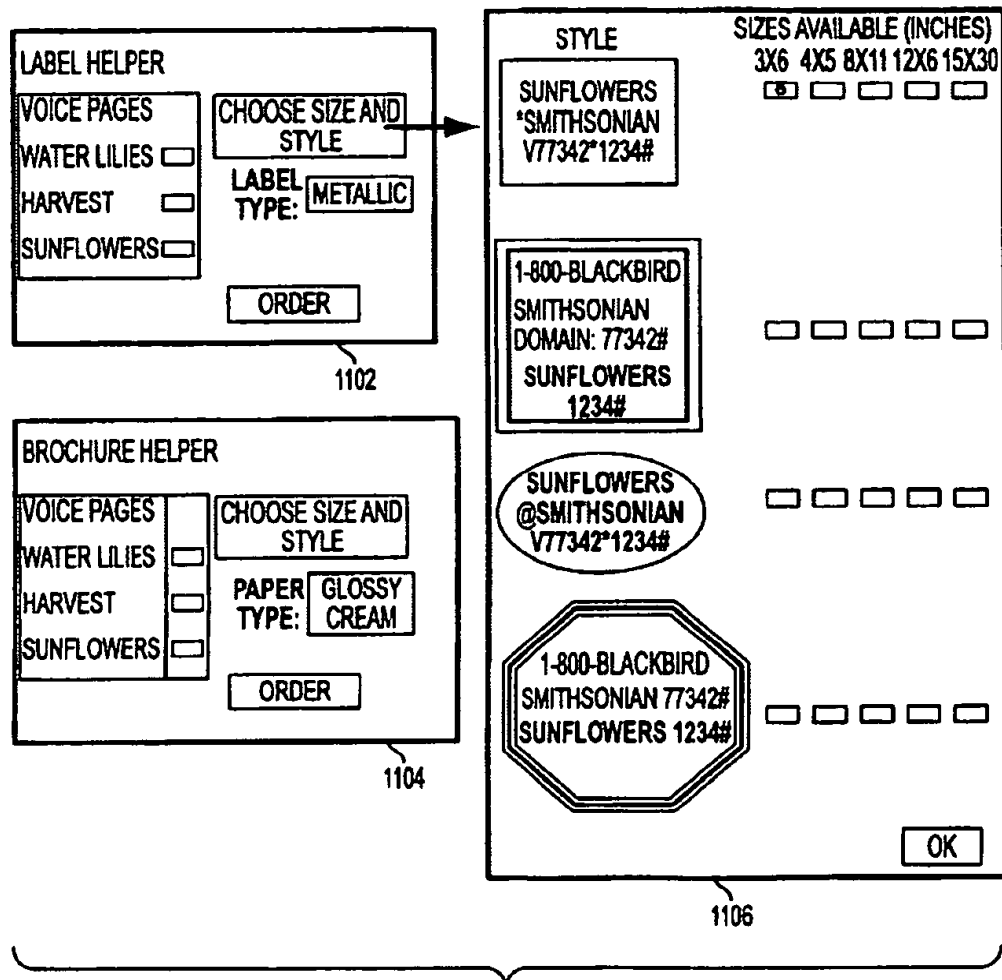 LABEL HELPER
VOICE PAGES
WATER LILIES
HARVEST
SUNFLOWERS
CHOOSE SIZE AND
STYLE
LABEL
TYPE:
METALLIC
ORDER
1102
BROCHURE HELPER
VOICE PAGES
WATER LILIES
HARVEST
SUNFLOWERS
CHOOSE SIZE AND
STYLE
PAPER
TYPE:
GLOSSY
CREAM
ORDER
1104
STYLE
SIZES AVAILABLE (INCHES)
3X6 4X5 8X11 12X6 15X30
SUNFLOWERS
*SMITHSONIAN
V77342*1234#
1-800-BLACKBIRD
SMITHSONIAN
DOMAIN: 77342#
SUNFLOWERS
1234#
SUNFLOWERS
@SMITHSONIAN
V77342*1234#
1-800-BLACKBIRD
SMITHSONIAN 77342#
SUNFLOWERS 1234#
OK
1106